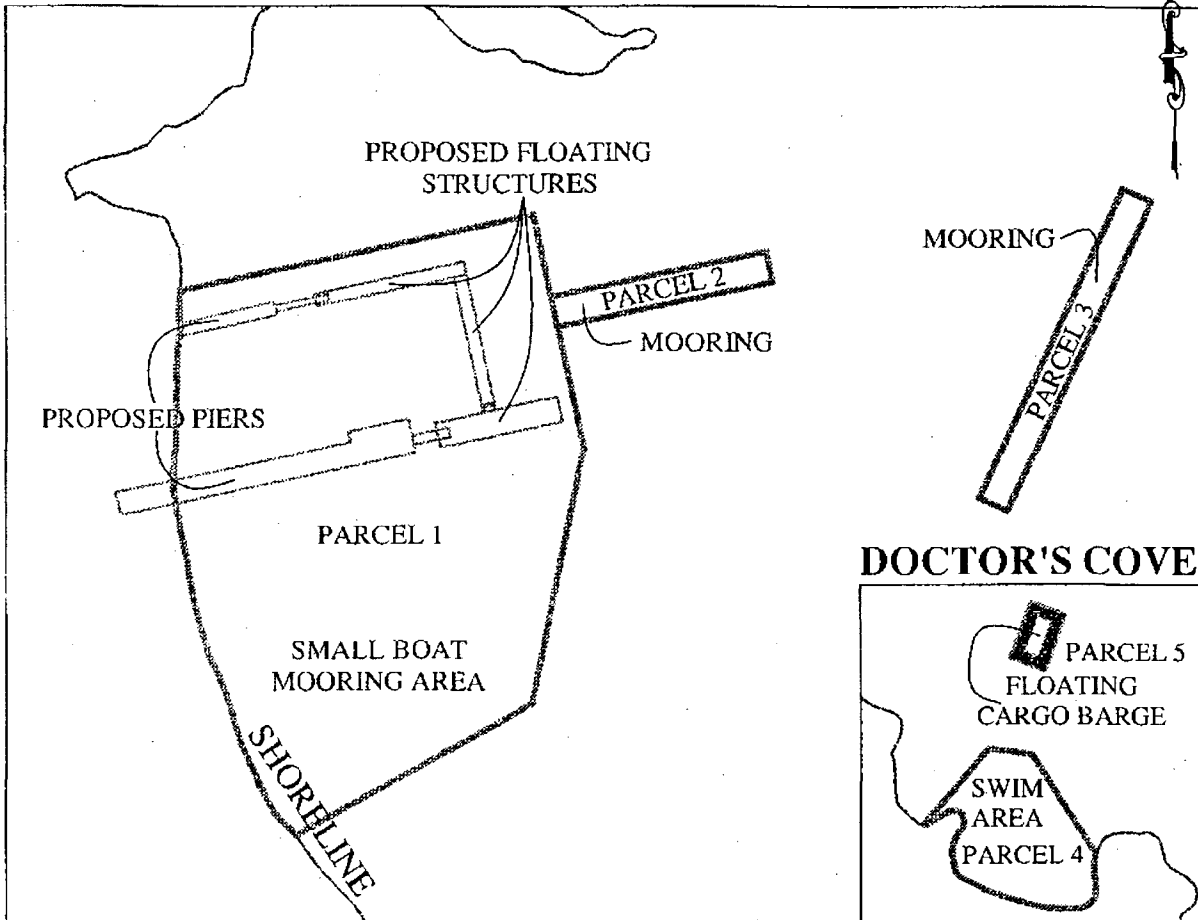 PROPOSED FLOATING
STRUCTURES
MOORING
PARCEL 2
MOORING
PARCEL 3
PROPOSED PIERS
PARCEL 1
SMALL BOAT
MOORING AREA
SHORELINE
DOCTOR'S COVE
PARCEL 5
FLOATING
CARGO BARGE
SWIM
AREA
PARCEL 4